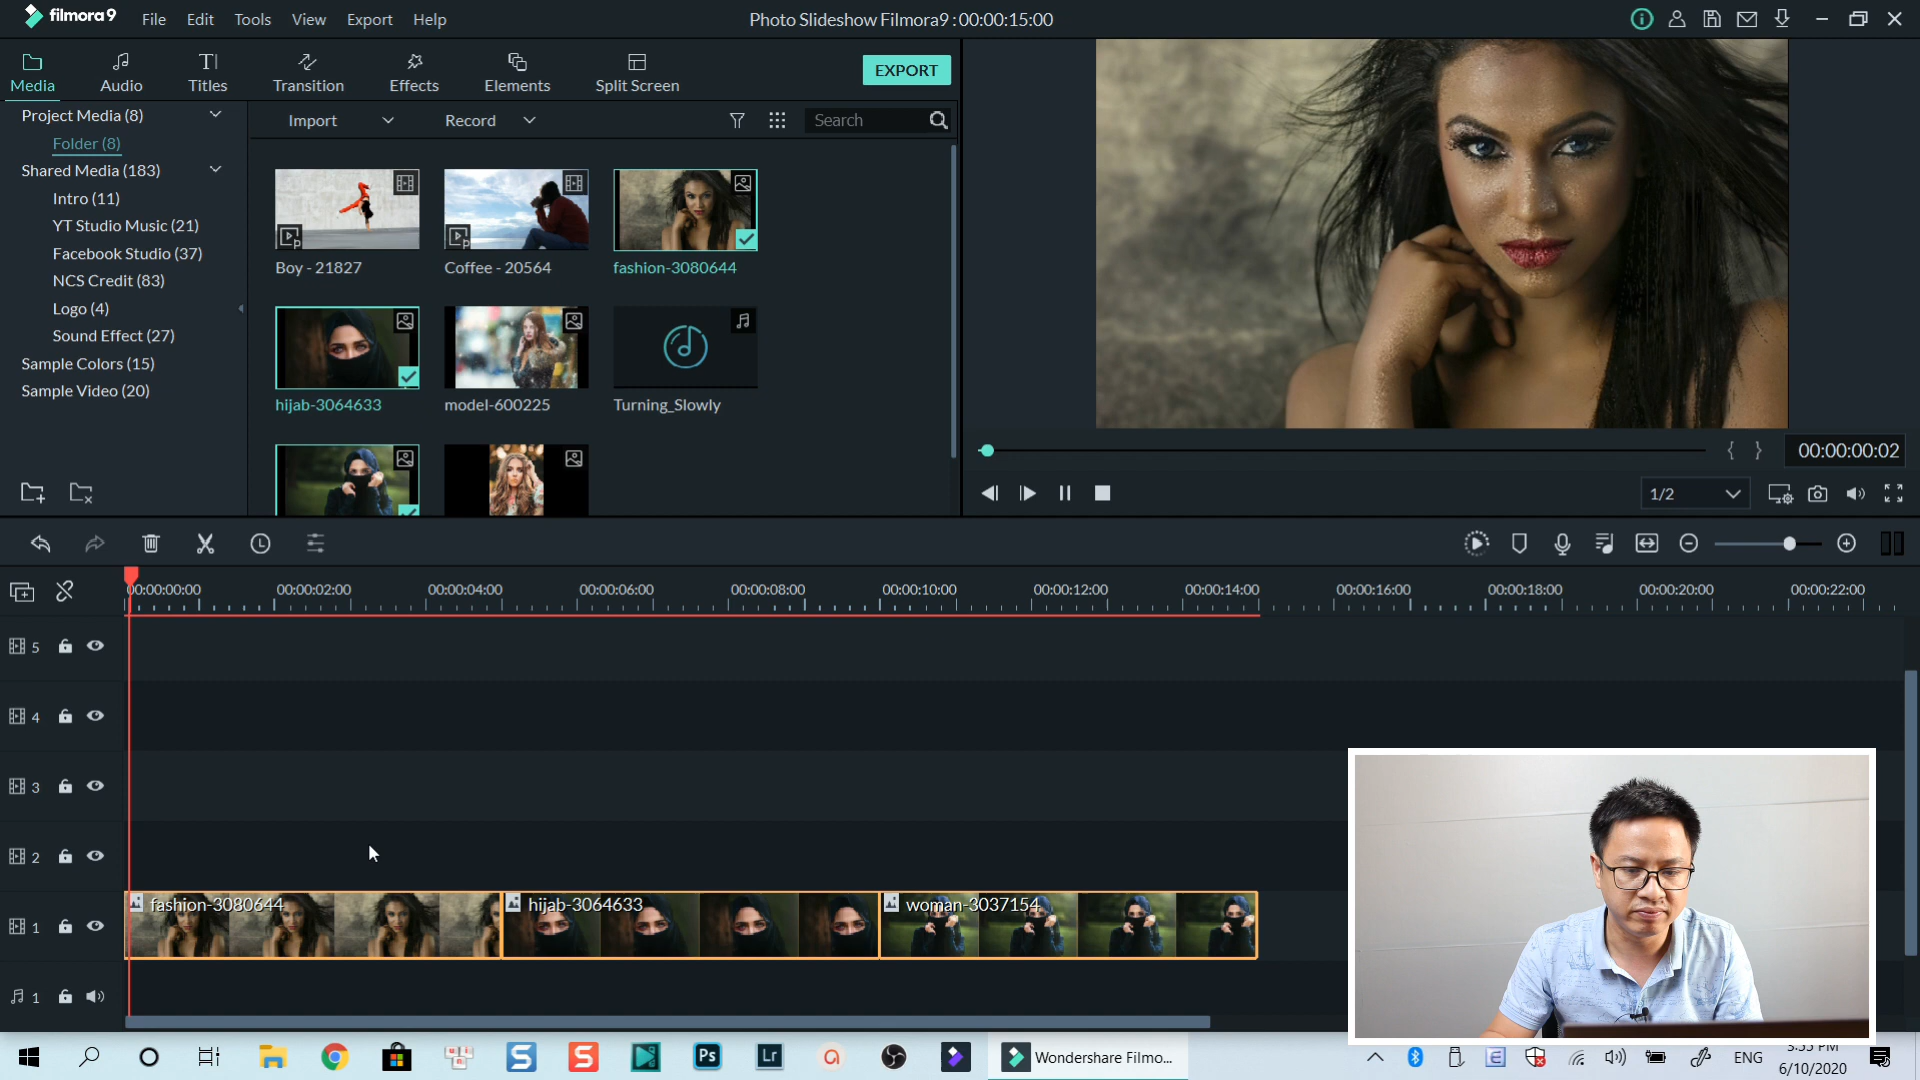 filmora9 File Edit Tools View Export Help
Photo Slideshow Filmora9 : 00:00:15:00
Media Audio Titles Transition Effects Elements Split Screen
EXPORT
Project Media (8)
Folder (8)
Shared Media (183)
Intro (11)
YT Studio Music (21)
Facebook Studio (37)
NCS Credit (83)
Logo (4)
Sound Effect (27)
Sample Colors (15)
Sample Video (20)
Import Record Search
Boy - 21827 Coffee - 20564 fashion-3080644
hijab-3064633 model-600225 Turning_Slowly
00:00:00:02
1/2
00:00:00:00 00:00:02:00 00:00:04:00 00:00:06:00 00:00:08:00 00:00:10:00 00:00:12:00 00:00:14:00 00:00:16:00 00:00:18:00 00:00:20:00 00:00:22:00
5
4
3
2
1
fashion-3080644 hijab-3064633 woman-3037154
1
Ps Lr Wondershare Filmo... ENG
3:55 PM
6/10/2020